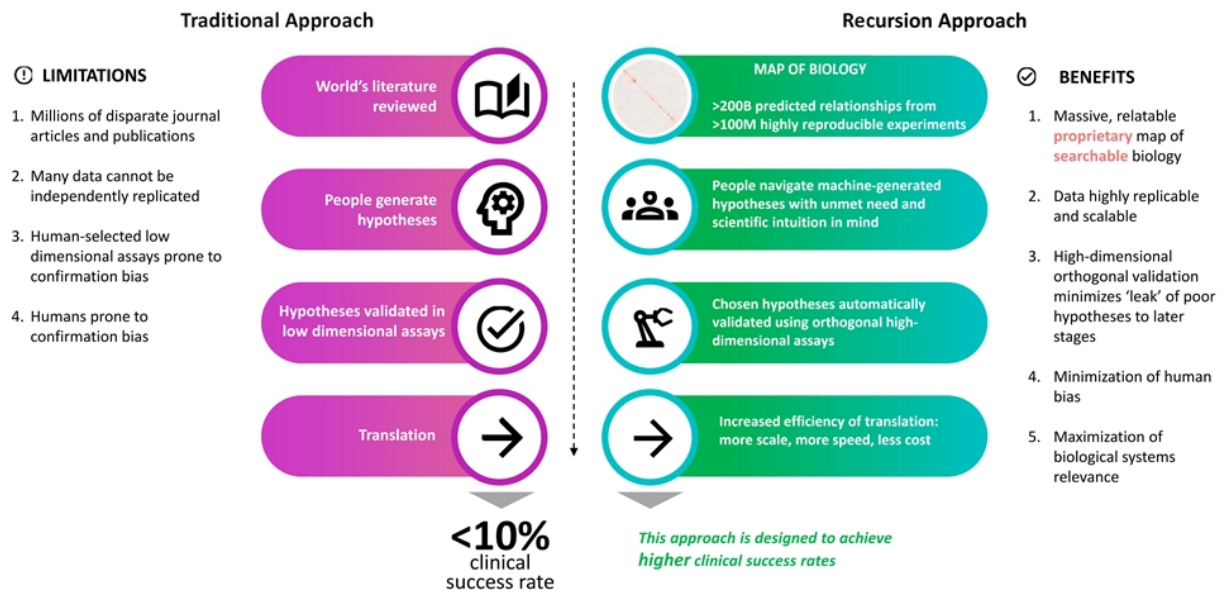 Traditional Approach
LIMITATIONS
1. Millions of disparate journal
articles and publications
2. Many data cannot be
independently replicated
3. Human-selected low
dimensional assays prone to
confirmation bias
4. Humans prone to
confirmation bias
World's literature
reviewed
People generate
hypotheses
Hypotheses validated in
low dimensional assays
Translation
<10%
clinical
success rate
Recursion Approach
MAP OF BIOLOGY
>200B predicted relationships from
>100M highly reproducible experiments
People navigate machine-generated
hypotheses with unmet need and
scientific intuition in mind
Chosen hypotheses automatically
validated using orthogonal high-
dimensional assays
Increased efficiency of translation:
more scale, more speed, less cost
This approach is designed to achieve
higher clinical success rates
BENEFITS
1. Massive, relatable
proprietary map of
searchable biology
2. Data highly replicable
and scalable
3. High-dimensional
orthogonal validation
minimizes 'leak' of poor
hypotheses to later
stages
4. Minimization of human
bias
5. Maximization of
biological systems
relevance